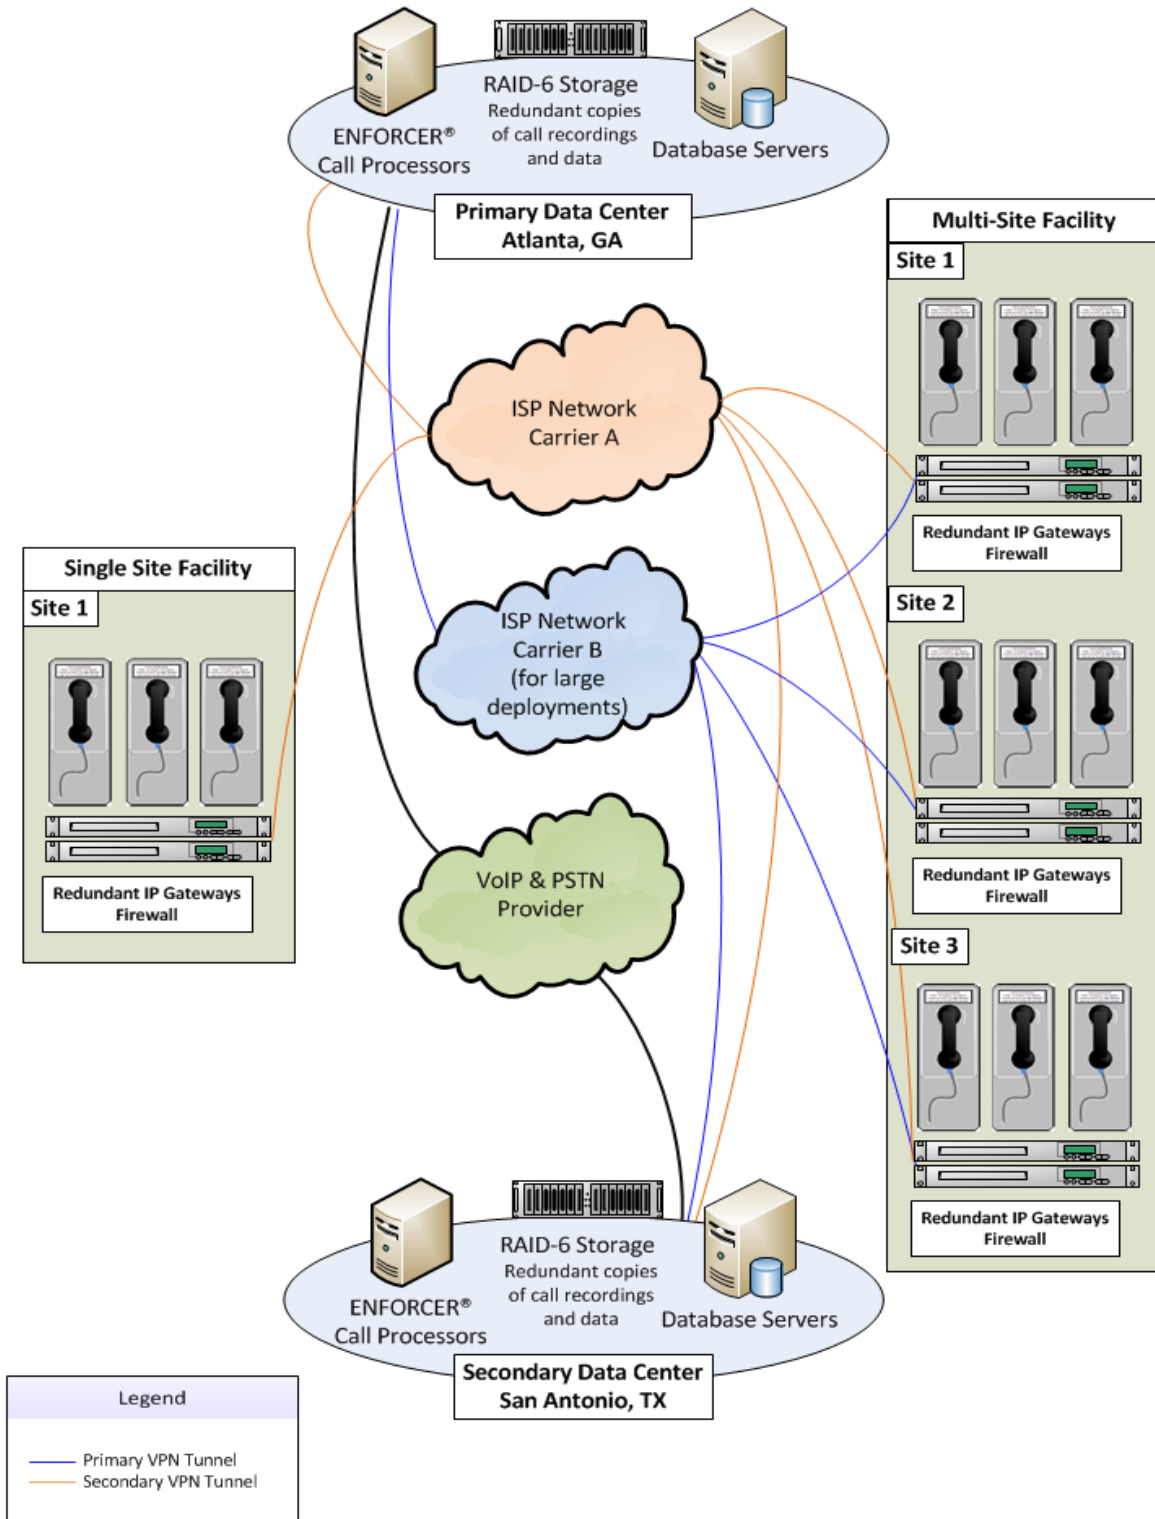 RAID-6 Storage
Redundant copies
of call recordings
and data
ENFORCER®
Call Processors
Database Servers
Primary Data Center
Atlanta, GA
Multi-Site Facility
Site 1
ISP Network
Carrier A
Redundant IP Gateways
Firewall
Single Site Facility
Site 1
ISP Network
Carrier B
(for large
deployments)
Site 2
VoIP & PSTN
Provider
Redundant IP Gateways
Firewall
Redundant IP Gateways
Firewall
Site 3
Redundant IP Gateways
Firewall
RAID-6 Storage
Redundant copies
of call recordings
and data
ENFORCER®
Call Processors
Database Servers
Secondary Data Center
San Antonio, TX
Legend
Primary VPN Tunnel
Secondary VPN Tunnel